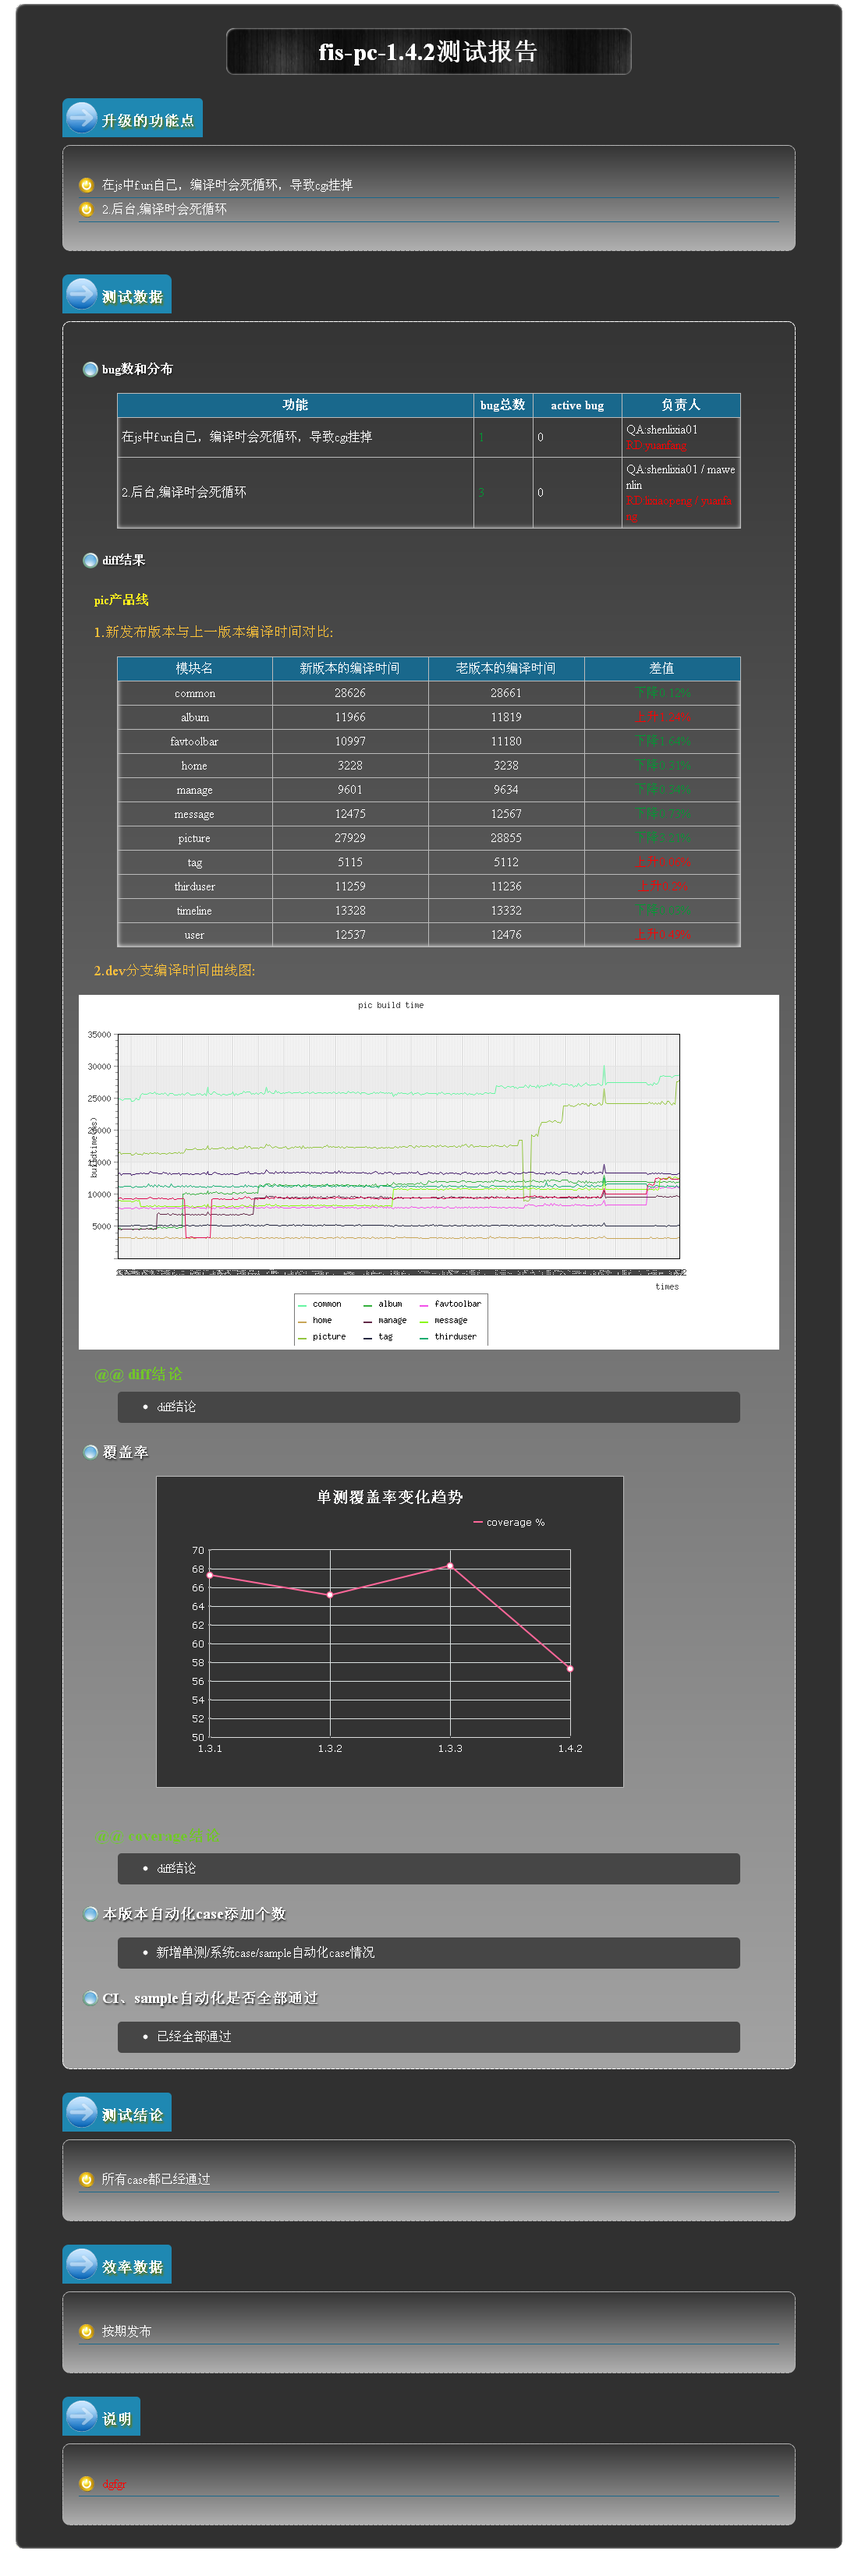 fis-pc-1.4.2测试报告
升级的功能点
在js中f.uri自己，编译时会死循环，导致cgi挂掉
2.后台,编译时会死循环
测试数据
bug数和分布
功能 bug总数 active bug 负责人
在js中f.uri自己，编译时会死循环，导致cgi挂掉 1 0 QA:shenlixia01
RD:yuanfang
2.后台,编译时会死循环 3 0 QA:shenlixia01 / mawe
nlin
RD:lixiaopeng / yuanfa
ng
diff结果
pic产品线
1.新发布版本与上一版本编译时间对比:
模块名 新版本的编译时间 老版本的编译时间 差值
common 28626 28661 下降0.12%
album 11966 11819 上升1.24%
favtoolbar 10997 11180 下降1.64%
home 3228 3238 下降0.31%
manage 9601 9634 下降0.34%
message 12475 12567 下降0.73%
picture 27929 28855 下降3.21%
tag 5115 5112 上升0.06%
thirduser 11259 11236 上升0.2%
timeline 13328 13332 下降0.03%
user 12537 12476 上升0.49%
2.dev分支编译时间曲线图:
pic build time
35000
30000
25000
20000
15000
10000
5000
buildtime(ms)
times
common album favtoolbar
home manage message
picture tag thirduser
@@ diff结论
diff结论
覆盖率
单测覆盖率变化趋势
coverage %
70
68
66
64
62
60
58
56
54
52
50
1.3.1 1.3.2 1.3.3 1.4.2
@@ coverage结论
diff结论
本版本自动化case添加个数
新增单测/系统case/sample自动化case情况
CI、sample自动化是否全部通过
已经全部通过
测试结论
所有case都已经通过
效率数据
按期发布
说明
dgfgr